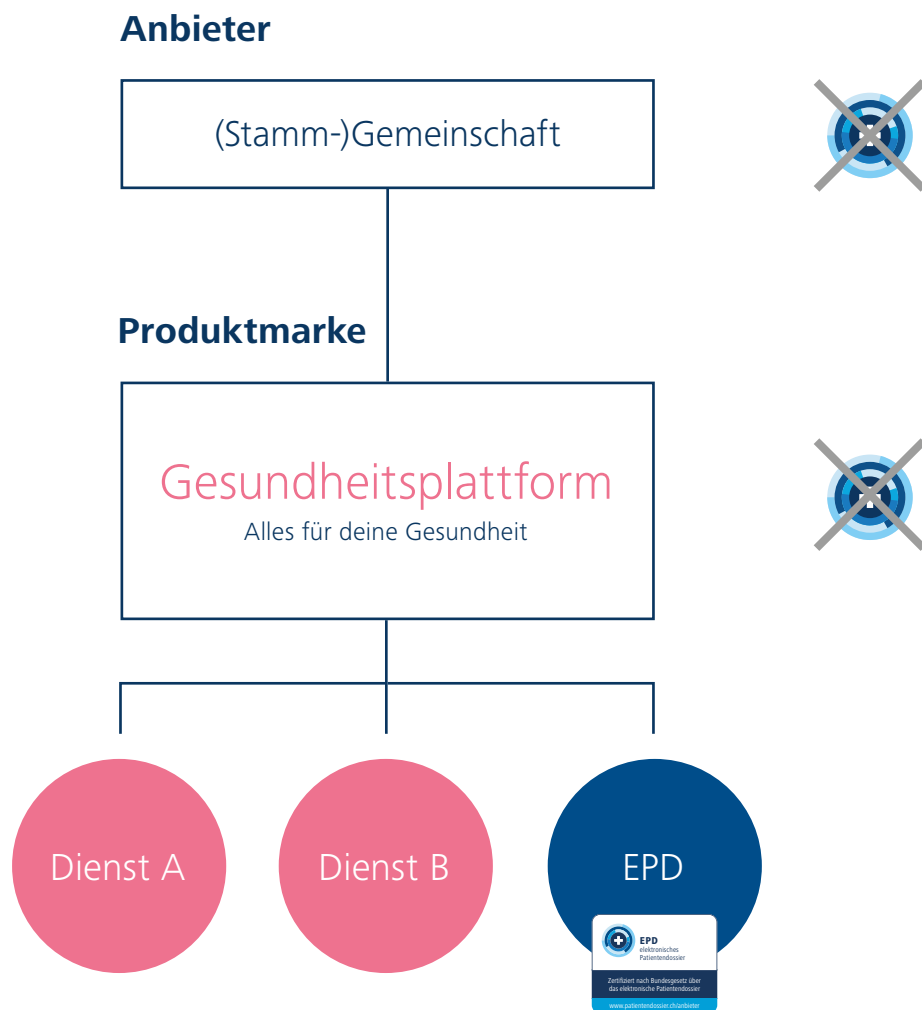 Anbieter
(Stamm-)Gemeinschaft
Produktmarke
Gesundheitsplattform
Alles für deine Gesundheit
Dienst A
Dienst B
EPD
EPD
elektronisches
Patientendossier
Zertifiziert nach Bundesgesetz über
das elektronische Patientendossier
www.patientendossier.ch/anbieter